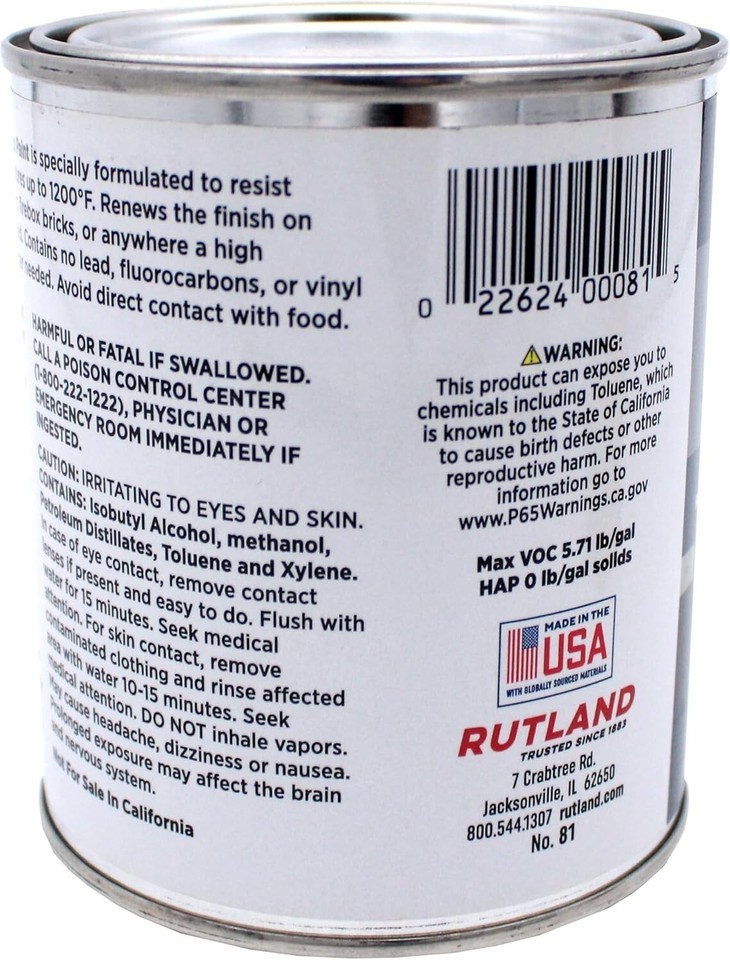 Paint is specially formulated to resist
up to 1200°F. Renews the finish on
firebox bricks, or anywhere a high
Contains no lead, fluorocarbons, or vinyl
needed. Avoid direct contact with food.
HARMFUL OR FATAL IF SWALLOWED.
CALL A POISON CONTROL CENTER
(1-800-222-1222), PHYSICIAN OR
EMERGENCY ROOM IMMEDIATELY IF
INGESTED.
CAUTION: IRRITATING TO EYES AND SKIN.
CONTAINS: Isobutyl Alcohol, methanol,
Petroleum Distillates, Toluene and Xylene.
In case of eye contact, remove contact
lenses if present and easy to do. Flush with
water for 15 minutes. Seek medical
attention. For skin contact, remove
contaminated clothing and rinse affected
area with water 10-15 minutes. Seek
medical attention. DO NOT inhale vapors.
May cause headache, dizziness or nausea.
Prolonged exposure may affect the brain
and nervous system.
Not For Sale In California
0 22624 00081 5
WARNING:
This product can expose you to
chemicals including Toluene, which
is known to the State of California
to cause birth defects or other
reproductive harm. For more
information go to
www.P65Warnings.ca.gov
Max VOC 5.71 lb/gal
HAP 0 lb/gal solids
MADE IN THE
USA
WITH GLOBALLY SOURCED MATERIALS
RUTLAND
TRUSTED SINCE 1883
7 Crabtree Rd.
Jacksonville, IL 62650
800.544.1307 rutland.com
No. 81